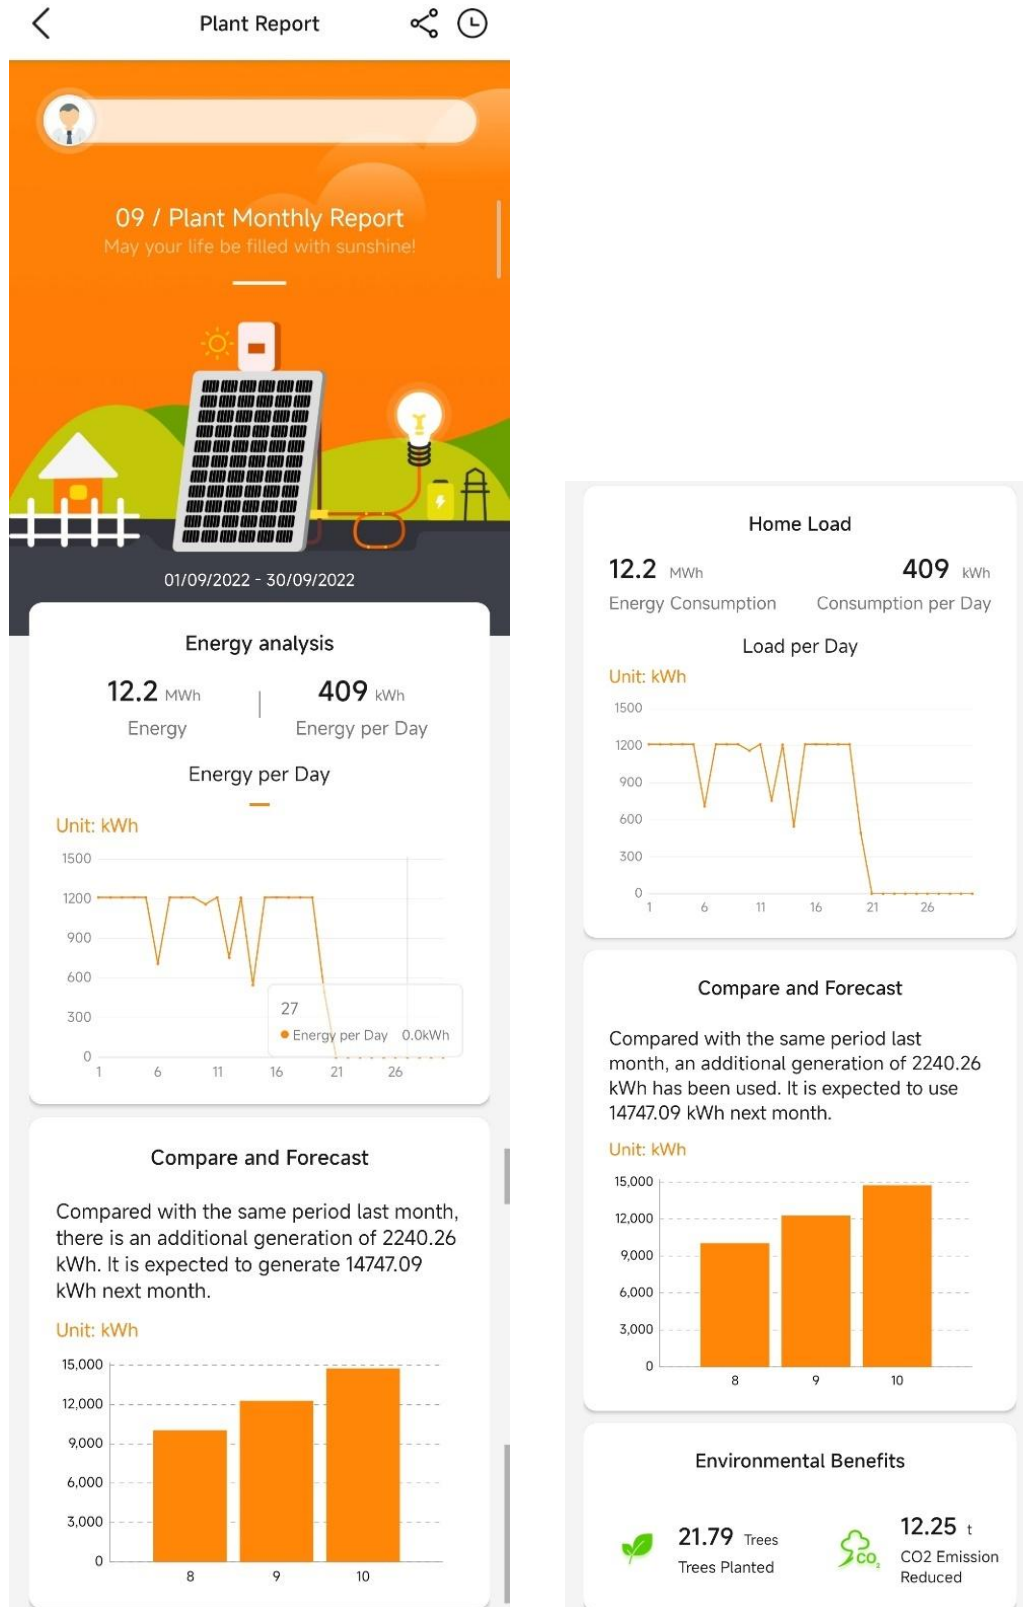 Plant Report
09 / Plant Monthly Report
May your life be filled with sunshine!
01/09/2022 - 30/09/2022
Energy analysis
12.2 MWh
Energy
409 kWh
Energy per Day
Energy per Day
Unit: kWh
1500
1200
900
600
300
0
1 6 11 16 21 26
27
Energy per Day 0.0kWh
Compare and Forecast
Compared with the same period last month,
there is an additional generation of 2240.26
kWh. It is expected to generate 14747.09
kWh next month.
Unit: kWh
15,000
12,000
9,000
6,000
3,000
0
8 9 10
Home Load
12.2 MWh
Energy Consumption
409 kWh
Consumption per Day
Load per Day
Unit: kWh
1500
1200
900
600
300
0
1 6 11 16 21 26
Compare and Forecast
Compared with the same period last
month, an additional generation of 2240.26
kWh has been used. It is expected to use
14747.09 kWh next month.
Unit: kWh
15,000
12,000
9,000
6,000
3,000
0
8 9 10
Environmental Benefits
21.79 Trees
Trees Planted
CO2
12.25 t
CO2 Emission
Reduced